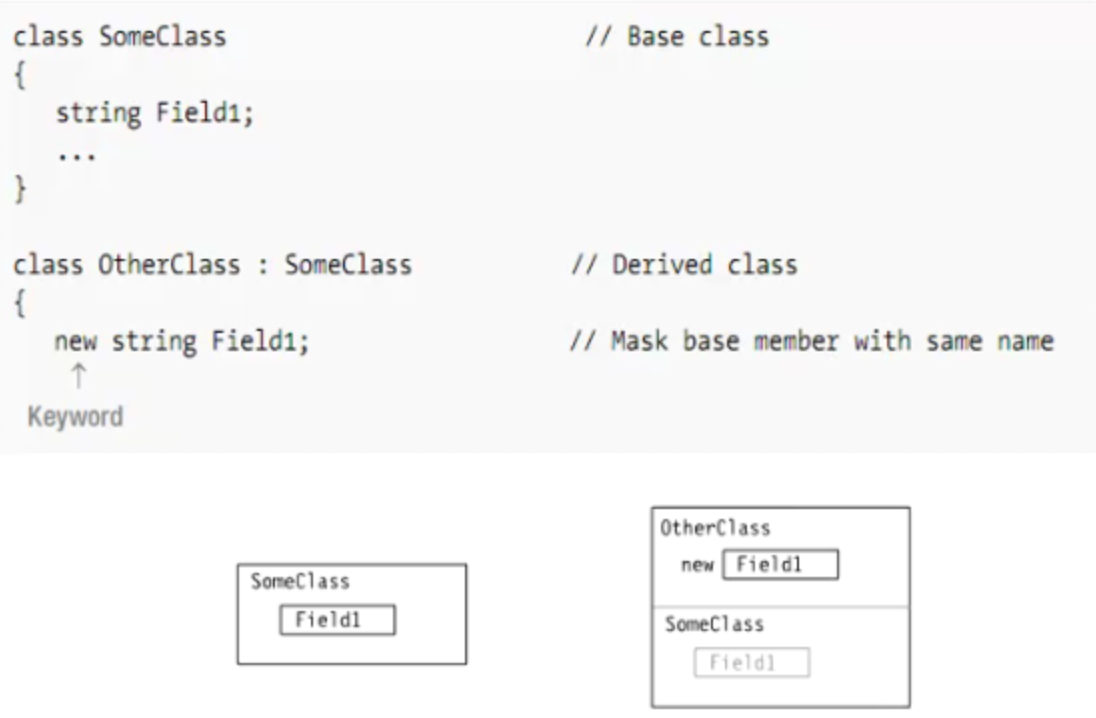 class SomeClass // Base class
{
string Field1;
...
}
class OtherClass : SomeClass // Derived class
{
new string Field1; // Mask base member with same name
↑
Keyword
OtherClass
new Field1
SomeClass
Field1
SomeClass
Field1